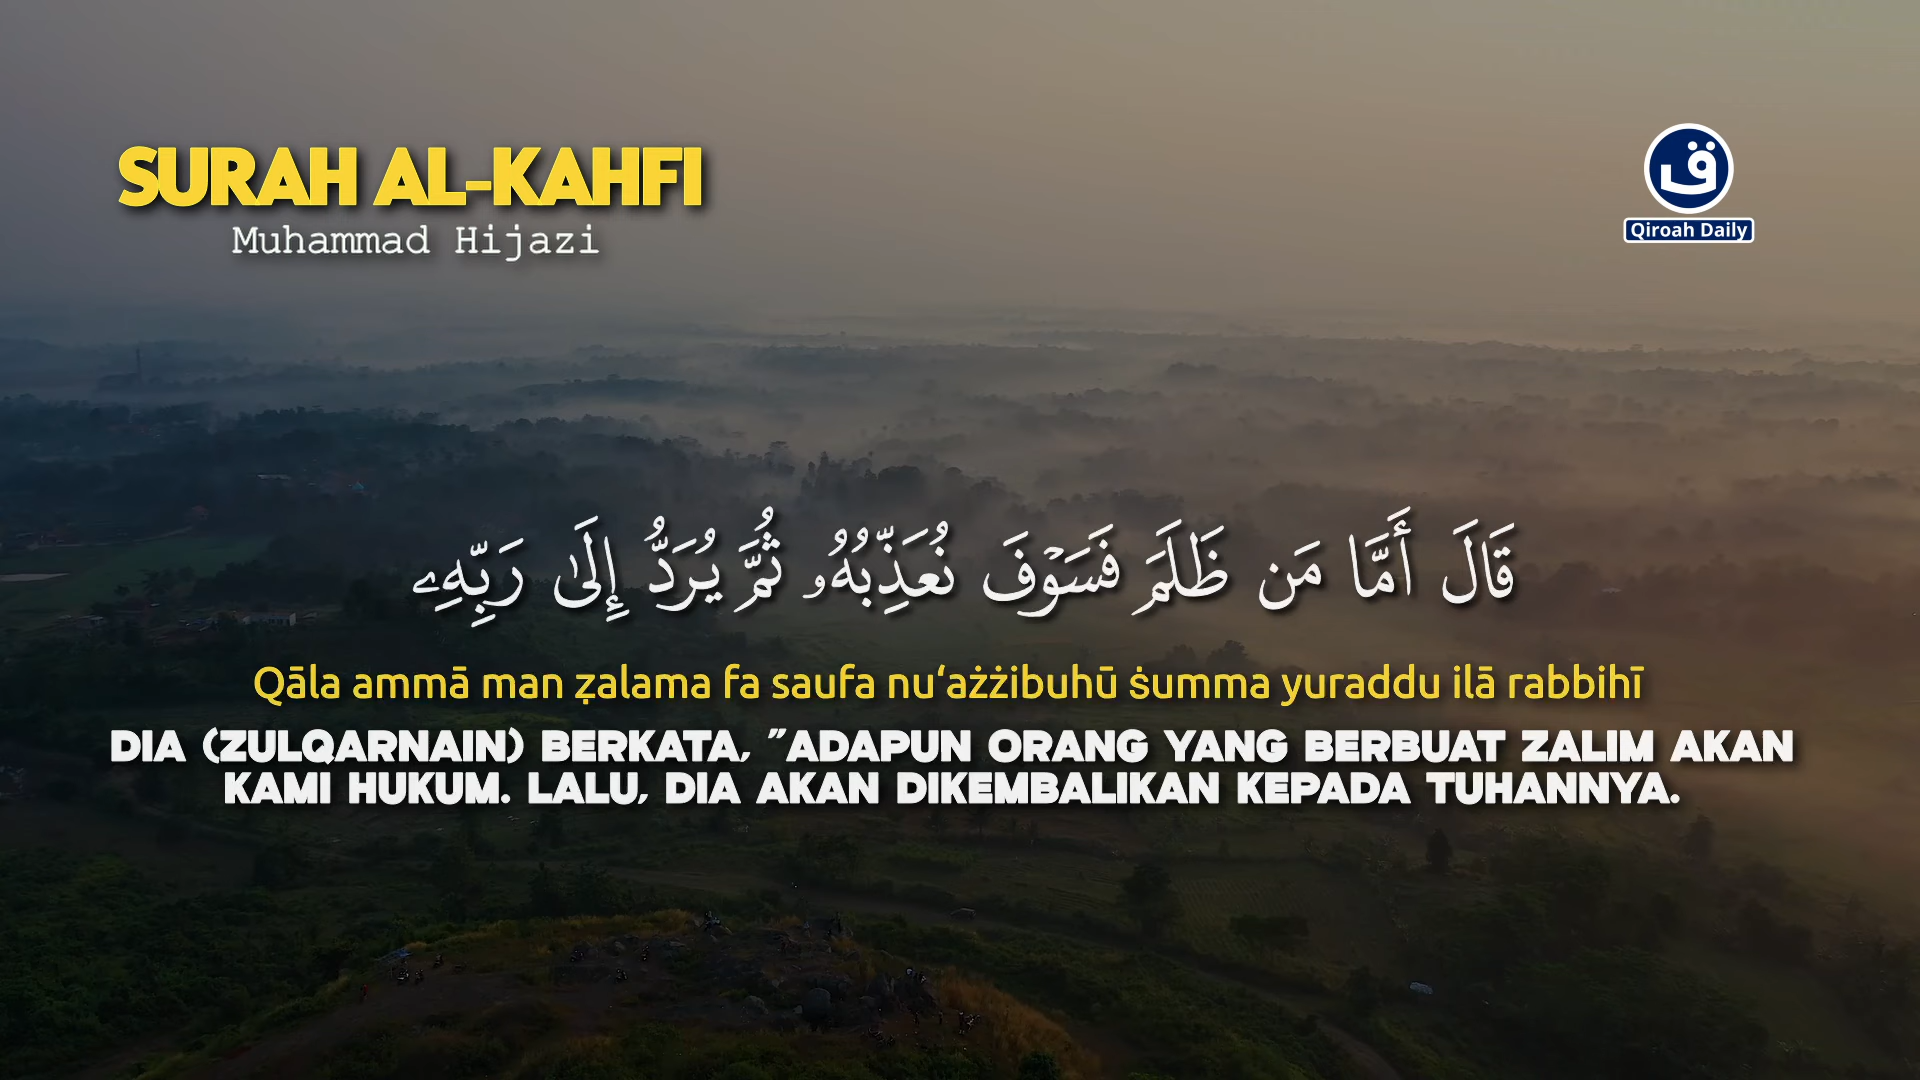 SURAH AL-KAHFI
Muhammad Hijazi
ق
Qiroah Daily
قَالَ أَمَّا مَن ظَلَمَ فَسَوْفَ نُعَذِّبُهُۥ ثُمَّ يُرَدُّ إِلَىٰ رَبِّهِۦ
Qāla ammā man ẓalama fa saufa nu‘ażżibuhū ṡumma yuraddu ilā rabbihī
DIA (ZULQARNAIN) BERKATA, "ADAPUN ORANG YANG BERBUAT ZALIM AKAN
KAMI HUKUM. LALU, DIA AKAN DIKEMBALIKAN KEPADA TUHANNYA.